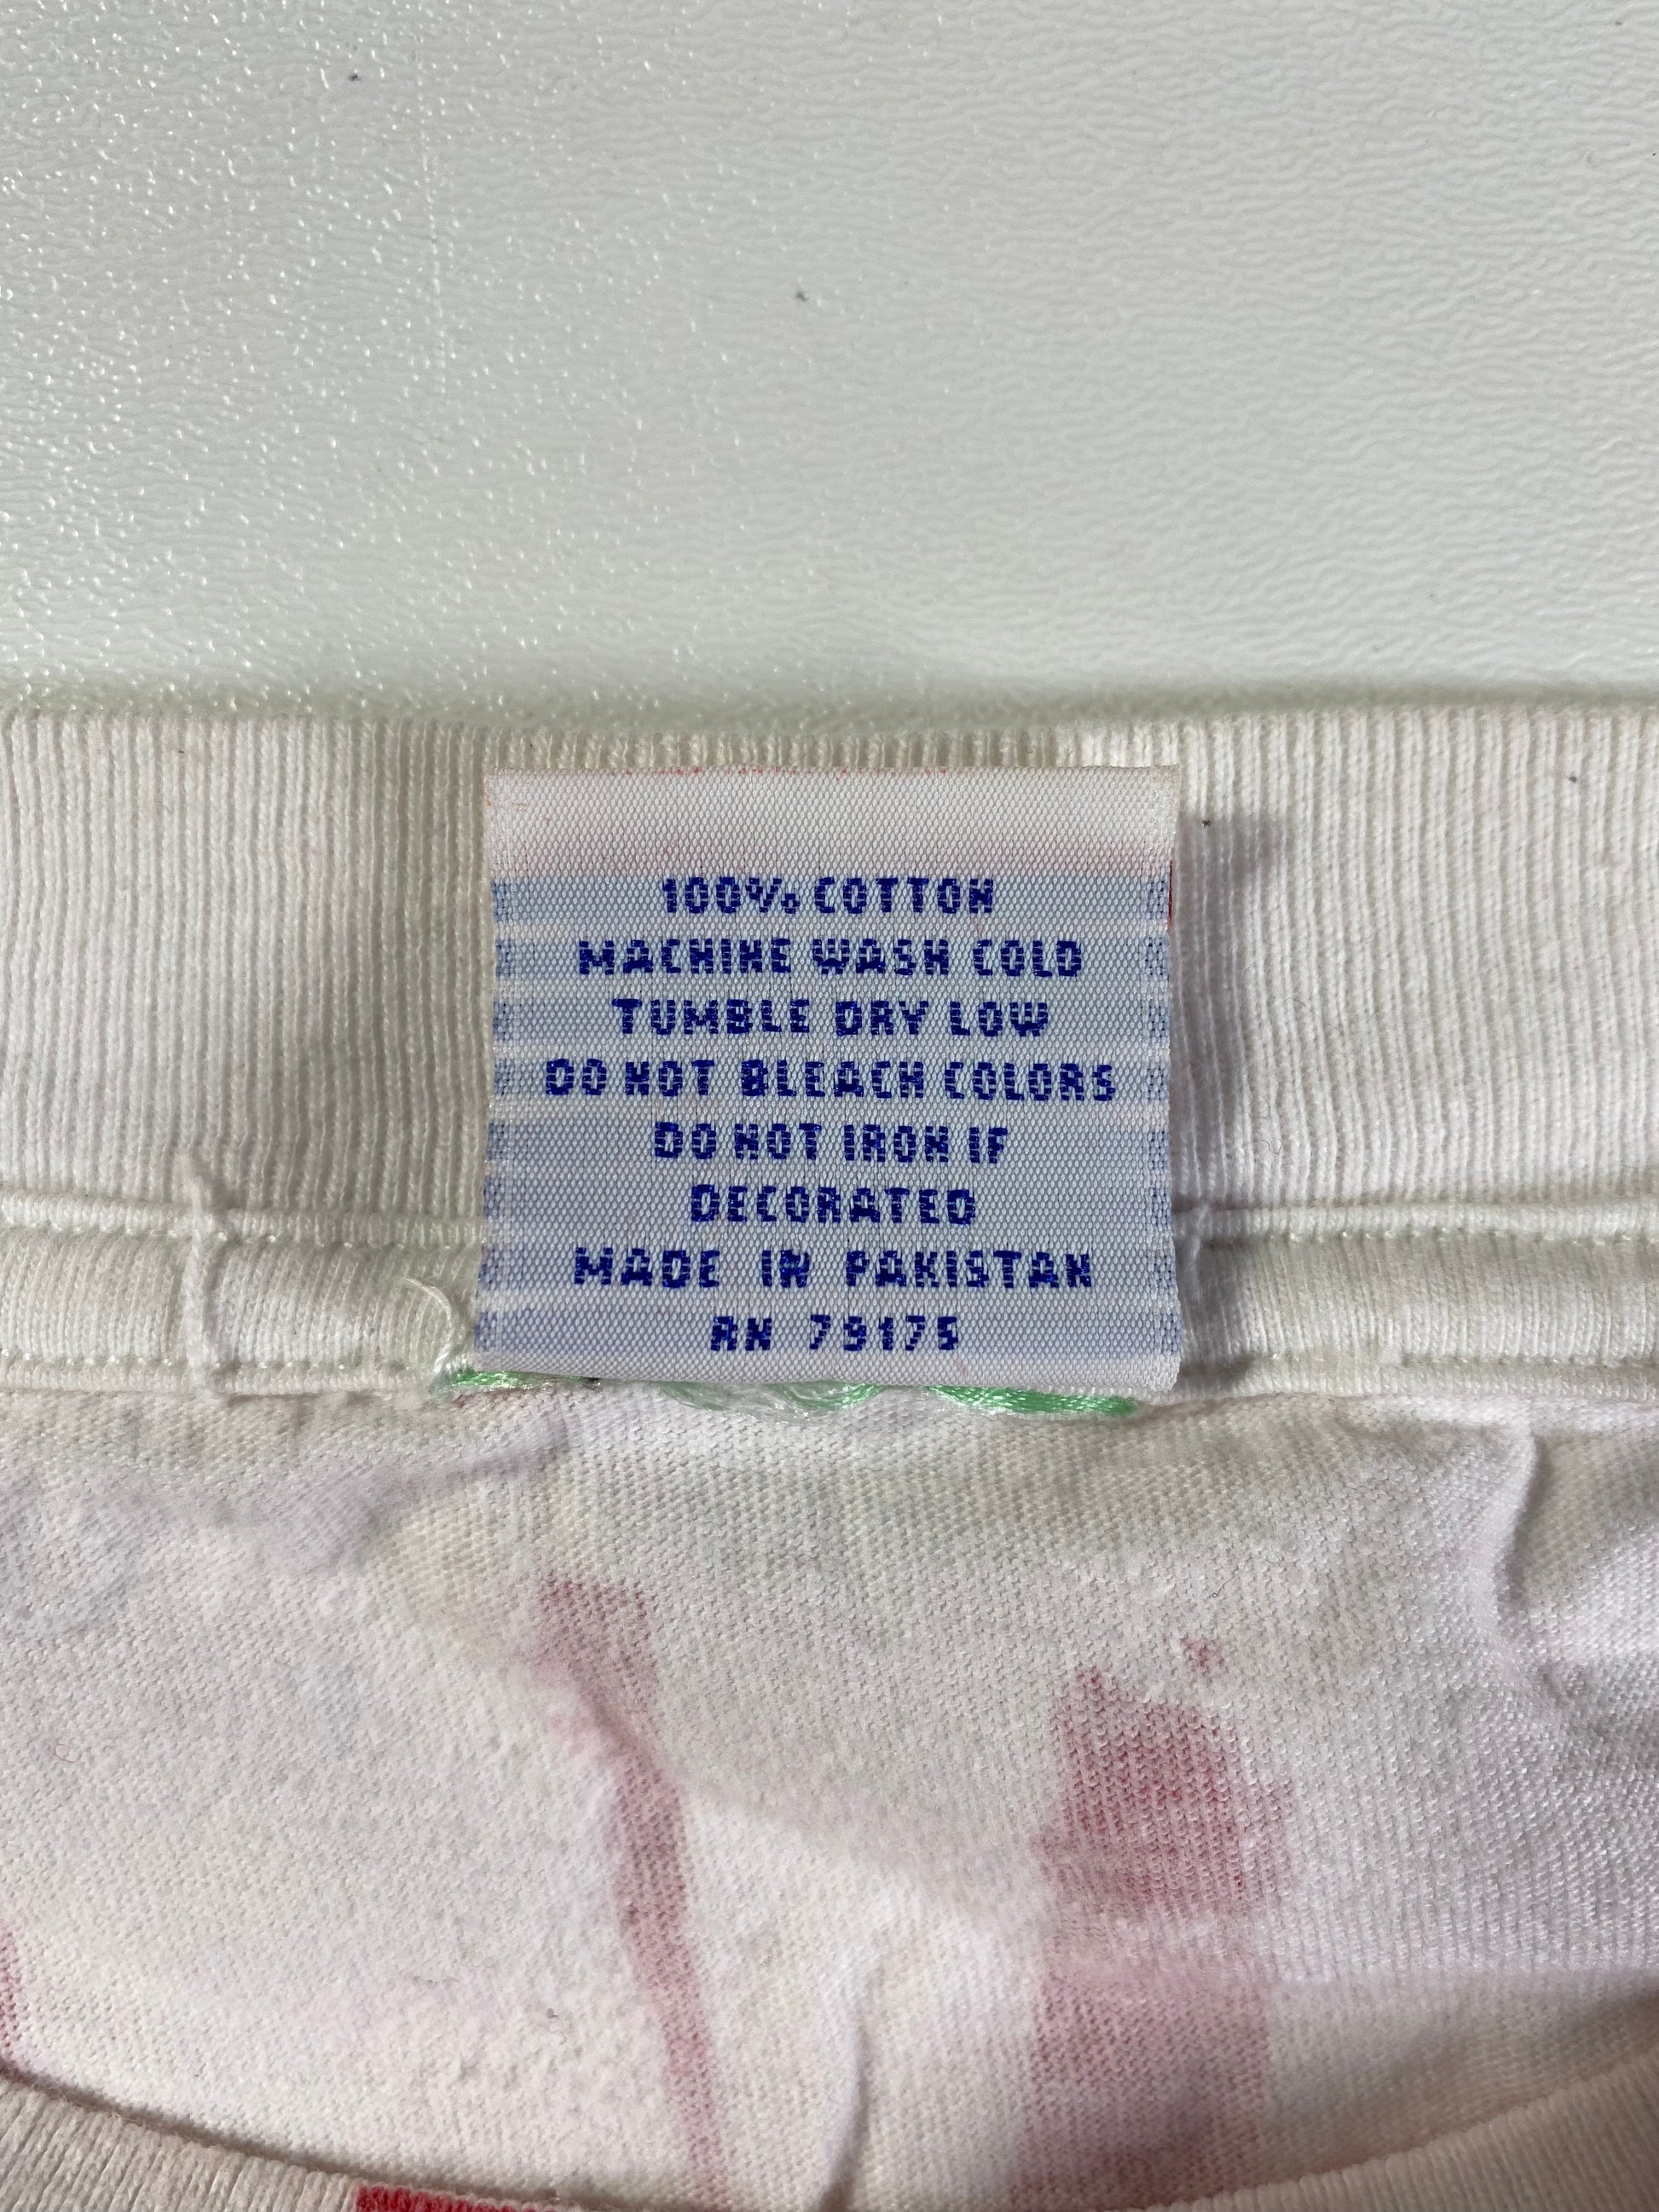 100% COTTON
MACHINE WASH COLD
TUMBLE DRY LOW
DO NOT BLEACH COLORS
DO NOT IRON IF
DECORATED
MADE IN PAKISTAN
RN 79175